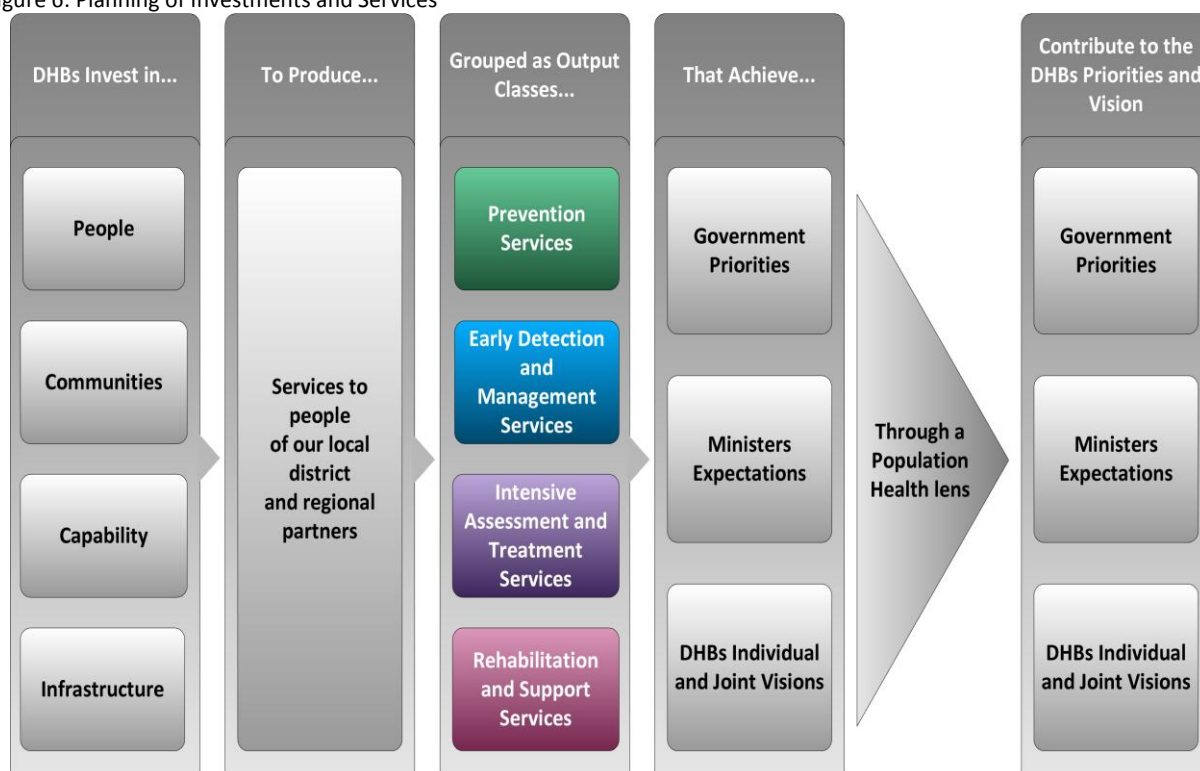 Figure 6: Planning of Investments and Services
DHBs Invest in...
People
Communities
Capability
Infrastructure
To Produce...
Services to
people
of our local
district
and regional
partners
Grouped as Output
Classes...
Prevention
Services
Early Detection
and
Management
Services
Intensive
Assessment and
Treatment
Services
Rehabilitation
and Support
Services
That Achieve...
Government
Priorities
Ministers
Expectations
DHBs Individual
and Joint Visions
Through a
Population
Health lens
Contribute to the
DHBs Priorities and
Vision
Government
Priorities
Ministers
Expectations
DHBs Individual
and Joint Visions